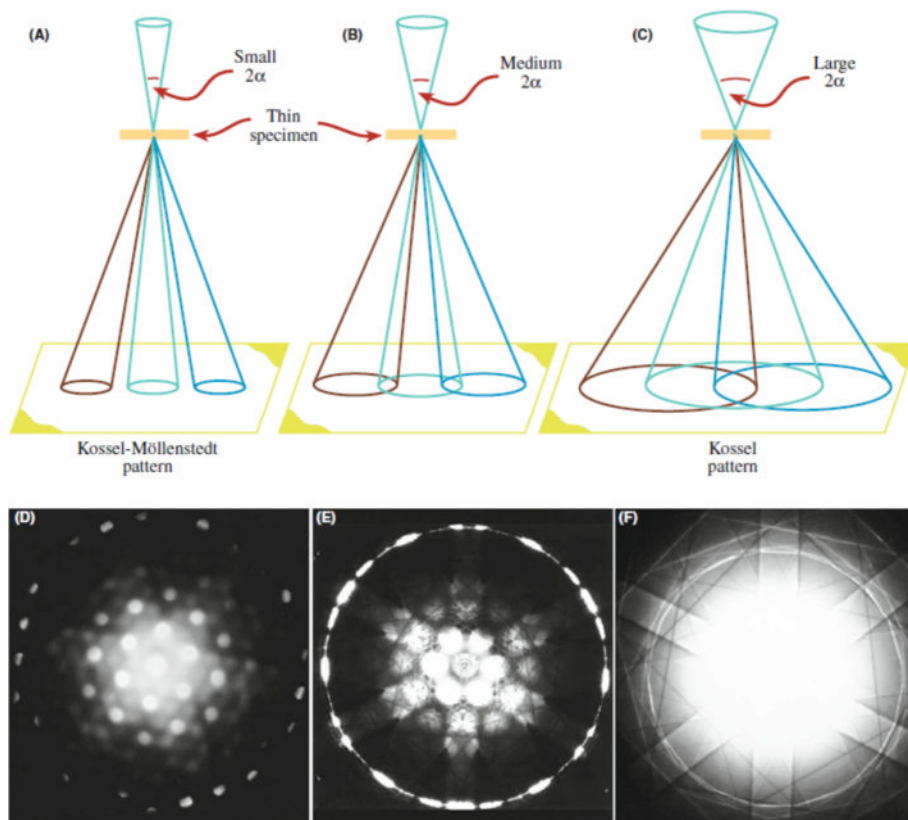 (A)
Small
2α
(B)
Medium
2α
(C)
Large
2α
Thin
specimen
Kossel-Möllenstedt
pattern
Kossel
pattern
(D)
(E)
(F)